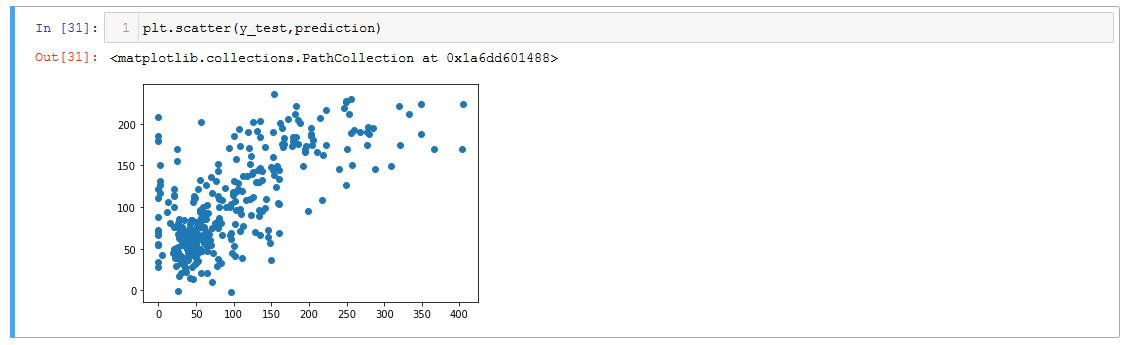 In [31]: 1 plt.scatter(y_test,prediction)
Out[31]: <matplotlib.collections.PathCollection at 0x1a6dd601488>
200
150
100
50
0
0 50 100 150 200 250 300 350 400